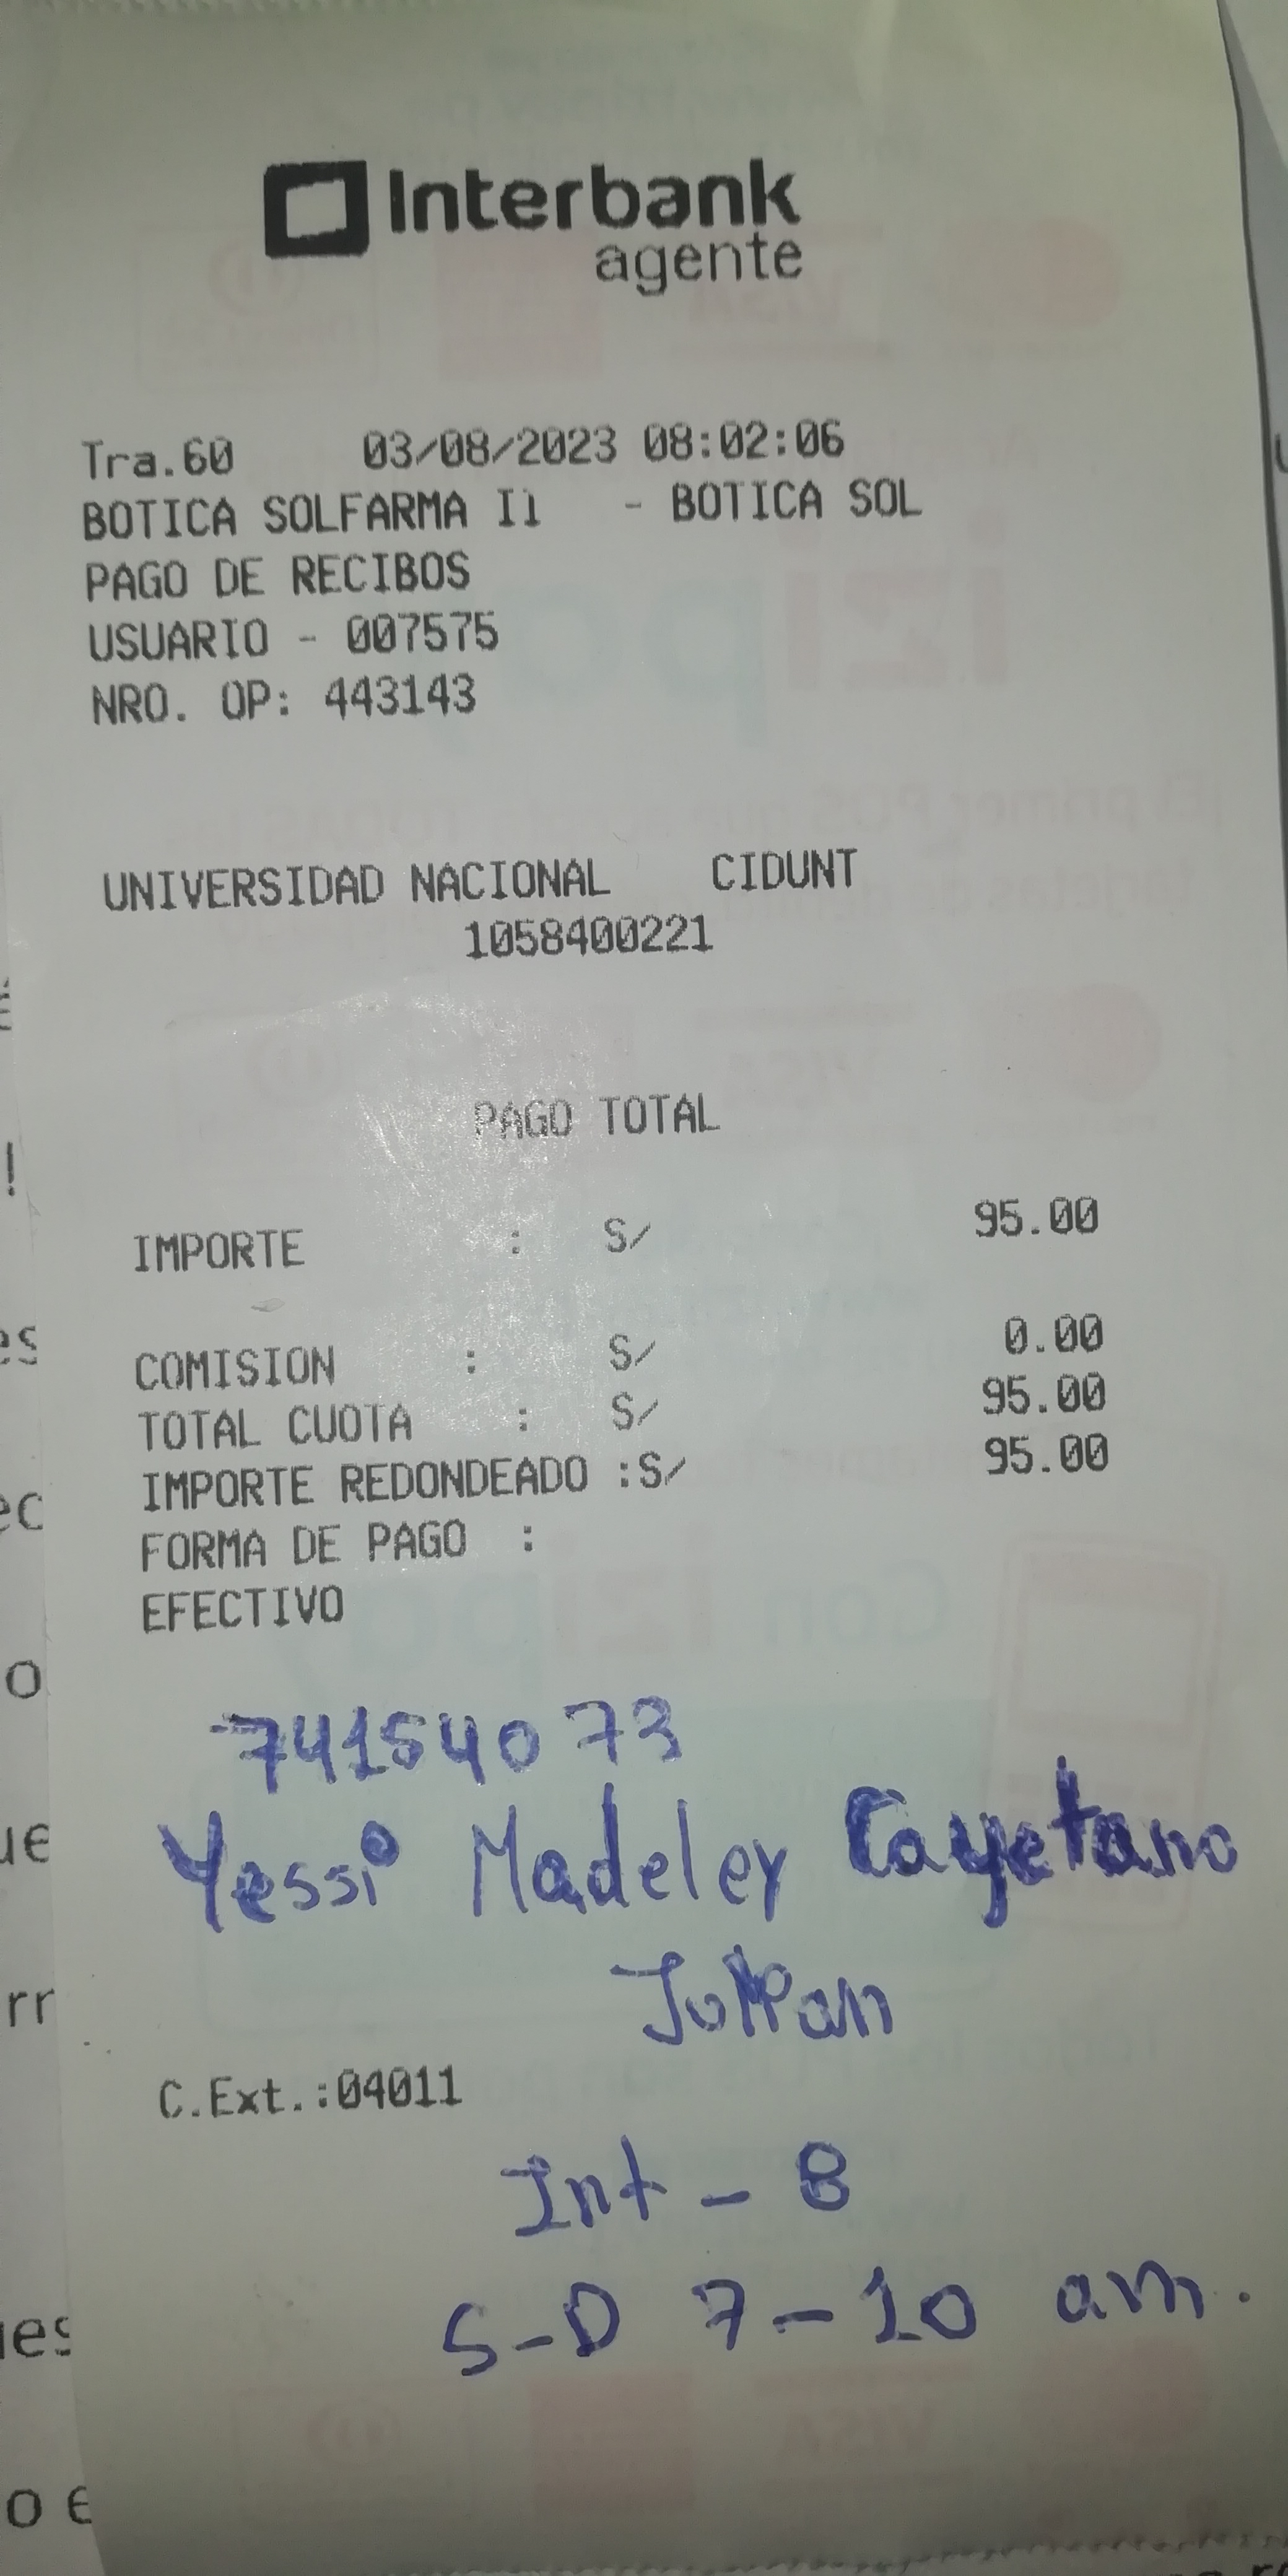 Interbank
agente
Tra.60 03/08/2023 08:02:06
BOTICA SOLFARMA I1 - BOTICA SOL
PAGO DE RECIBOS
USUARIO - 007575
NRO. OP: 443143
UNIVERSIDAD NACIONAL CIDUNT
1058400221
PAGO TOTAL
IMPORTE : S/ 95.00
COMISION : S/ 0.00
TOTAL CUOTA : S/ 95.00
IMPORTE REDONDEADO :S/ 95.00
FORMA DE PAGO :
EFECTIVO
74154073
Yessi Madeley Cayetano
Julian
C.Ext.:04011
Int - B
S-D 7-10 am.